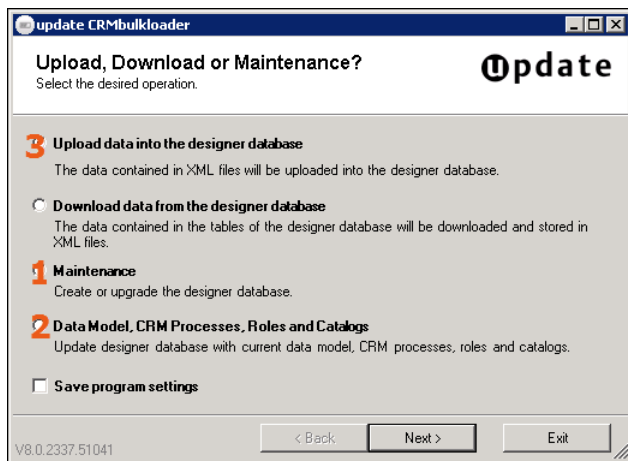 update CRMbulkloader
Upload, Download or Maintenance?
Select the desired operation.
update
3 Upload data into the designer database
The data contained in XML files will be uploaded into the designer database.
Download data from the designer database
The data contained in the tables of the designer database will be downloaded and stored in
XML files.
1 Maintenance
Create or upgrade the designer database.
2 Data Model, CRM Processes, Roles and Catalogs
Update designer database with current data model, CRM processes, roles and catalogs.
Save program settings
< Back
Next >
Exit
V8.0.2337.51041